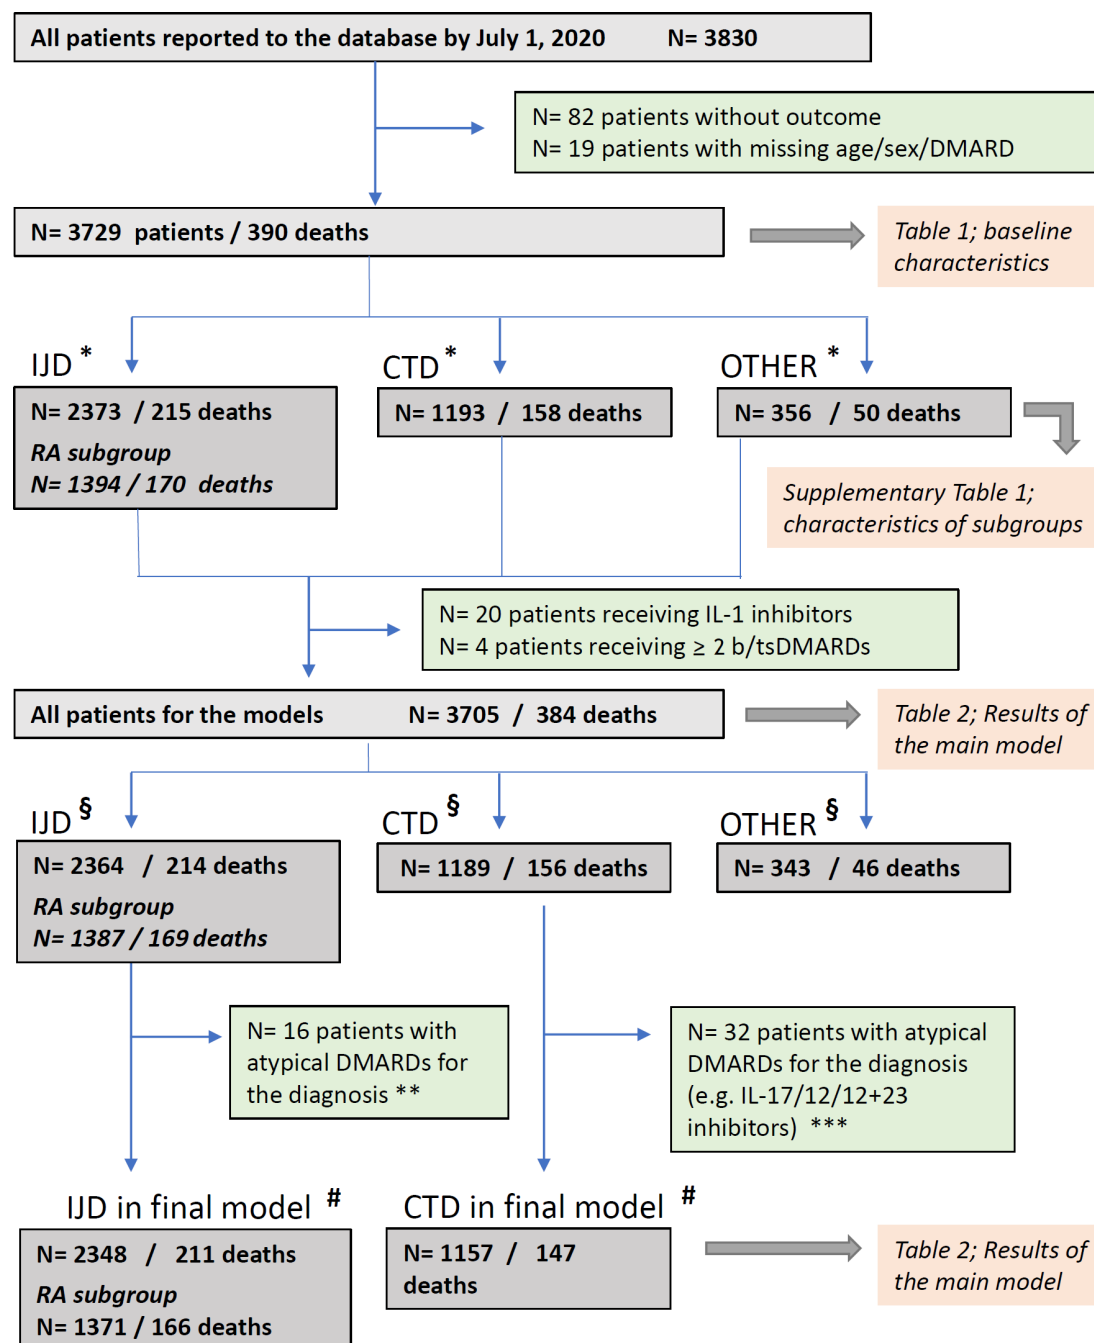 All patients reported to the database by July 1, 2020 N= 3830
N= 82 patients without outcome
N= 19 patients with missing age/sex/DMARD
N= 3729 patients / 390 deaths
Table 1; baseline
characteristics
IJD *
CTD *
OTHER *
N= 2373 / 215 deaths
RA subgroup
N= 1394 / 170 deaths
N= 1193 / 158 deaths
N= 356 / 50 deaths
Supplementary Table 1;
characteristics of subgroups
N= 20 patients receiving IL-1 inhibitors
N= 4 patients receiving ≥ 2 b/tsDMARDs
All patients for the models N= 3705 / 384 deaths
Table 2; Results of
the main model
IJD §
CTD §
OTHER §
N= 2364 / 214 deaths
RA subgroup
N= 1387 / 169 deaths
N= 1189 / 156 deaths
N= 343 / 46 deaths
N= 16 patients with
atypical DMARDs for
the diagnosis **
N= 32 patients with atypical
DMARDs for the diagnosis
(e.g. IL-17/12/12+23
inhibitors) ***
IJD in final model #
CTD in final model #
N= 2348 / 211 deaths
RA subgroup
N= 1371 / 166 deaths
N= 1157 / 147
deaths
Table 2; Results of
the main model